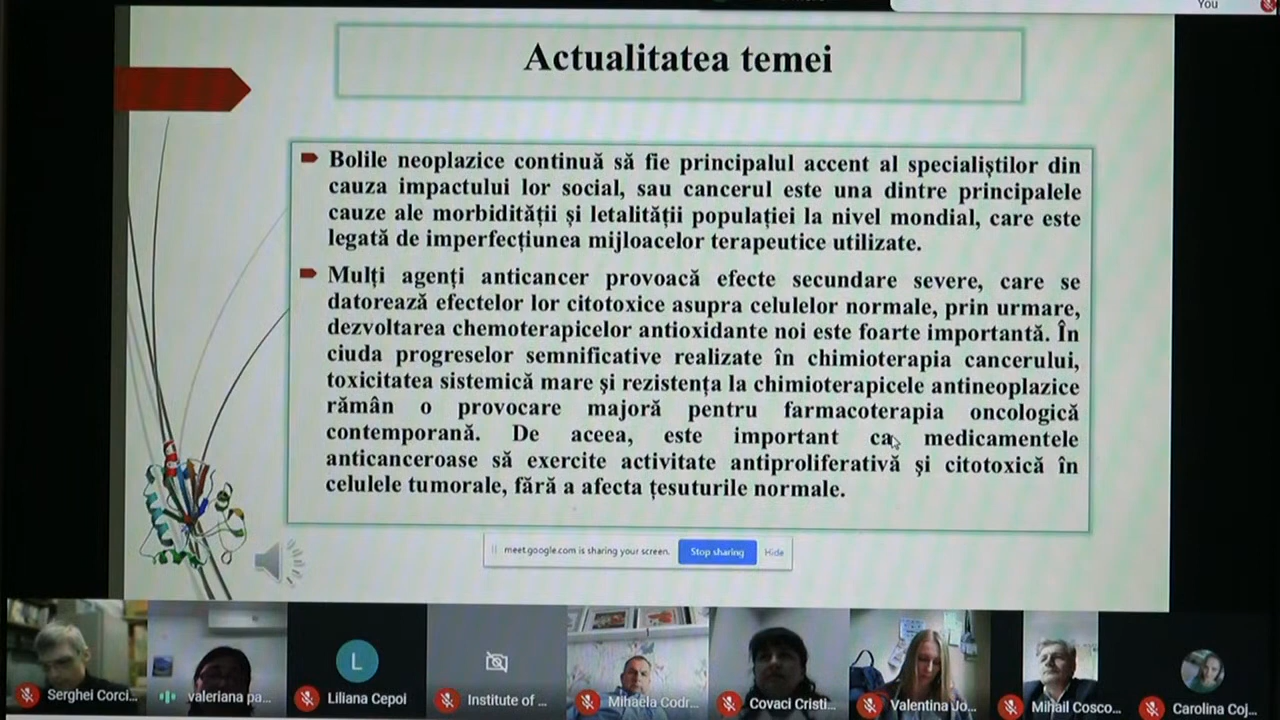 You
Actualitatea temei
Bolile neoplazice continuă să fie principalul accent al specialiștilor din
cauza impactului lor social, sau cancerul este una dintre principalele
cauze ale morbidității și letalității populației la nivel mondial, care este
legată de imperfecțiunea mijloacelor terapeutice utilizate.
Mulți agenți anticancer provoacă efecte secundare severe, care se
datorează efectelor lor citotoxice asupra celulelor normale, prin urmare,
dezvoltarea chemoterapicelor antioxidante noi este foarte importantă. În
ciuda progreselor semnificative realizate în chimioterapia cancerului,
toxicitatea sistemică mare și rezistența la chimioterapicele antineoplazice
rămân o provocare majoră pentru farmacoterapia oncologică
contemporană. De aceea, este important ca medicamentele
anticanceroase să exercite activitate antiproliferativă şi citotoxică în
celulele tumorale, fără a afecta țesuturile normale.
meet.google.com is sharing your screen. Stop sharing Hide
L
Serghei Corci... valeriana pa... Liliana Cepoi Institute of ... Mihaela Codr... Covaci Cristi... Valentina Jo... Mihail Cosco... Carolina Coj...